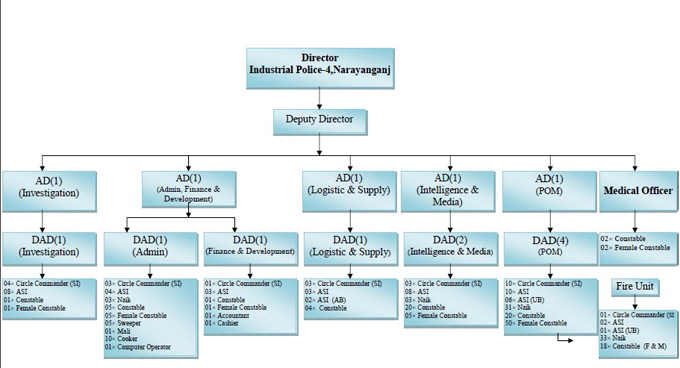 Director
Industrial Police-4,Narayanganj
Deputy Director
AD(1)
(Investigation)
AD(1)
(Admin, Finance &
Development)
AD(1)
(Logistic & Supply)
AD(1)
(Intelligence &
Media)
AD(1)
(POM)
Medical Officer
DAD(1)
(Investigation)
DAD(1)
(Admin)
DAD(1)
(Finance & Development)
DAD(1)
(Logistic & Supply)
DAD(2)
(Intelligence & Media)
DAD(4)
(POM)
02× Constable
02× Female Constable
04× Circle Commander (SI)
08× ASI
01× Constable
01× Female Constable
03× Circle Commander (SI)
04× ASI
03× Naik
05× Constable
05× Female Constable
05× Sweeper
01× Mali
10× Cooker
01× Computer Operator
01× Circle Commander (SI)
03× ASI
01× Constable
01× Female Constable
01× Accountant
01× Cashier
03× Circle Commander (SI)
03× ASI
02× ASI (AB)
04× Constable
03× Circle Commander (SI)
08× ASI
03× Naik
20× Constable
05× Female Constable
10× Circle Commander (SI)
10× ASI
06× ASI (UB)
31× Naik
20× Constable
50× Female Constable
Fire Unit
01× Circle Commander (SI
02× ASI
01× ASI (UB)
33× Naik
18× Constable (F & M)